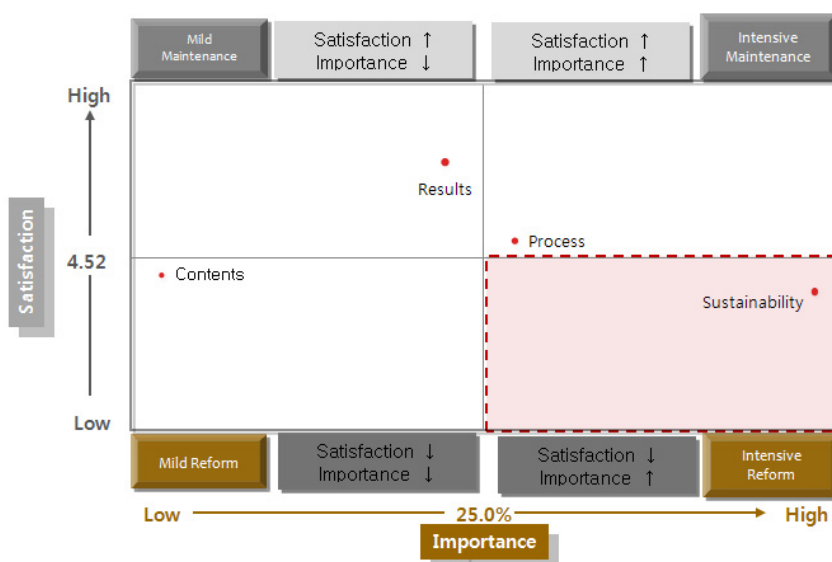 Mild
Maintenance
Satisfaction ↑
Importance ↓
Satisfaction ↑
Importance ↑
Intensive
Maintenance
High
Results
Process
Satisfaction
4.52
Contents
Sustainability
Low
Mild Reform
Satisfaction ↓
Importance ↓
Satisfaction ↓
Importance ↑
Intensive
Reform
Low
25.0%
High
Importance